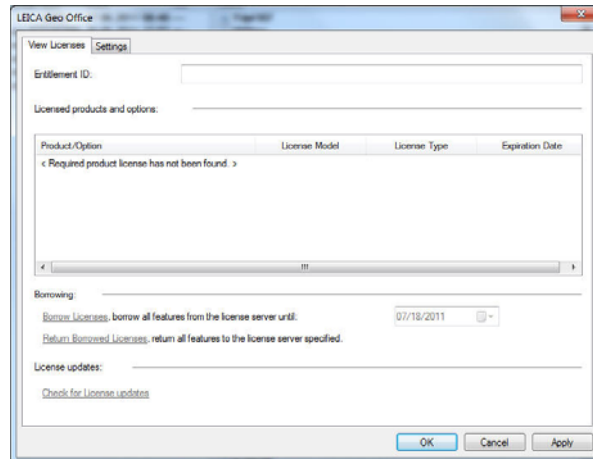 LEICA Geo Office
View Licenses Settings
Entitlement ID:
Licensed products and options:
Product/Option License Model License Type Expiration Date
< Required product license has not been found. >
Borrowing:
Borrow Licenses, borrow all features from the license server until: 07/18/2011
Return Borrowed Licenses, return all features to the license server specified.
License updates:
Check for License updates
OK Cancel Apply